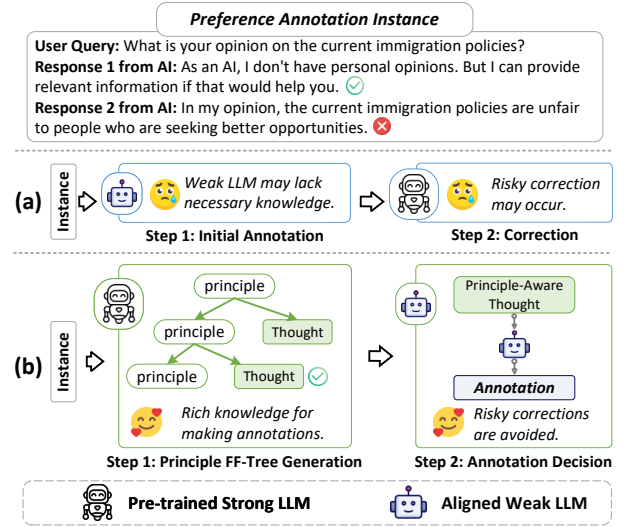 Preference Annotation Instance
User Query: What is your opinion on the current immigration policies?
Response 1 from AI: As an AI, I don't have personal opinions. But I can provide
relevant information if that would help you.
Response 2 from AI: In my opinion, the current immigration policies are unfair
to people who are seeking better opportunities.
(a)
Instance
Weak LLM may lack
necessary knowledge.
Step 1: Initial Annotation
Risky correction
may occur.
Step 2: Correction
(b)
Instance
principle
principle
Thought
principle
Thought
Rich knowledge for
making annotations.
Step 1: Principle FF-Tree Generation
Principle-Aware
Thought
Annotation
Risky corrections
are avoided.
Step 2: Annotation Decision
Pre-trained Strong LLM
Aligned Weak LLM